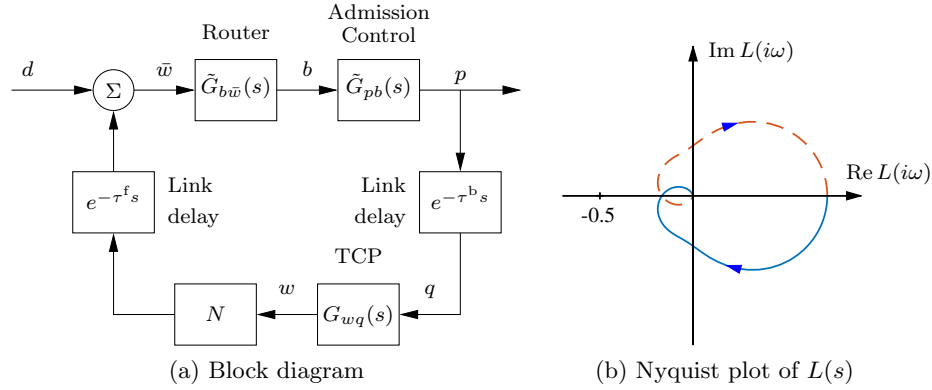 Admission
Router
Control
Im L(iω)
d
w̄
b
p
Σ
G̃_{bw̄}(s)
G̃_{pb}(s)
Re L(iω)
e^{−τ^f s}
Link
delay
Link
delay
e^{−τ^b s}
-0.5
TCP
w
q
N
G_{wq}(s)
(a) Block diagram
(b) Nyquist plot of L(s)